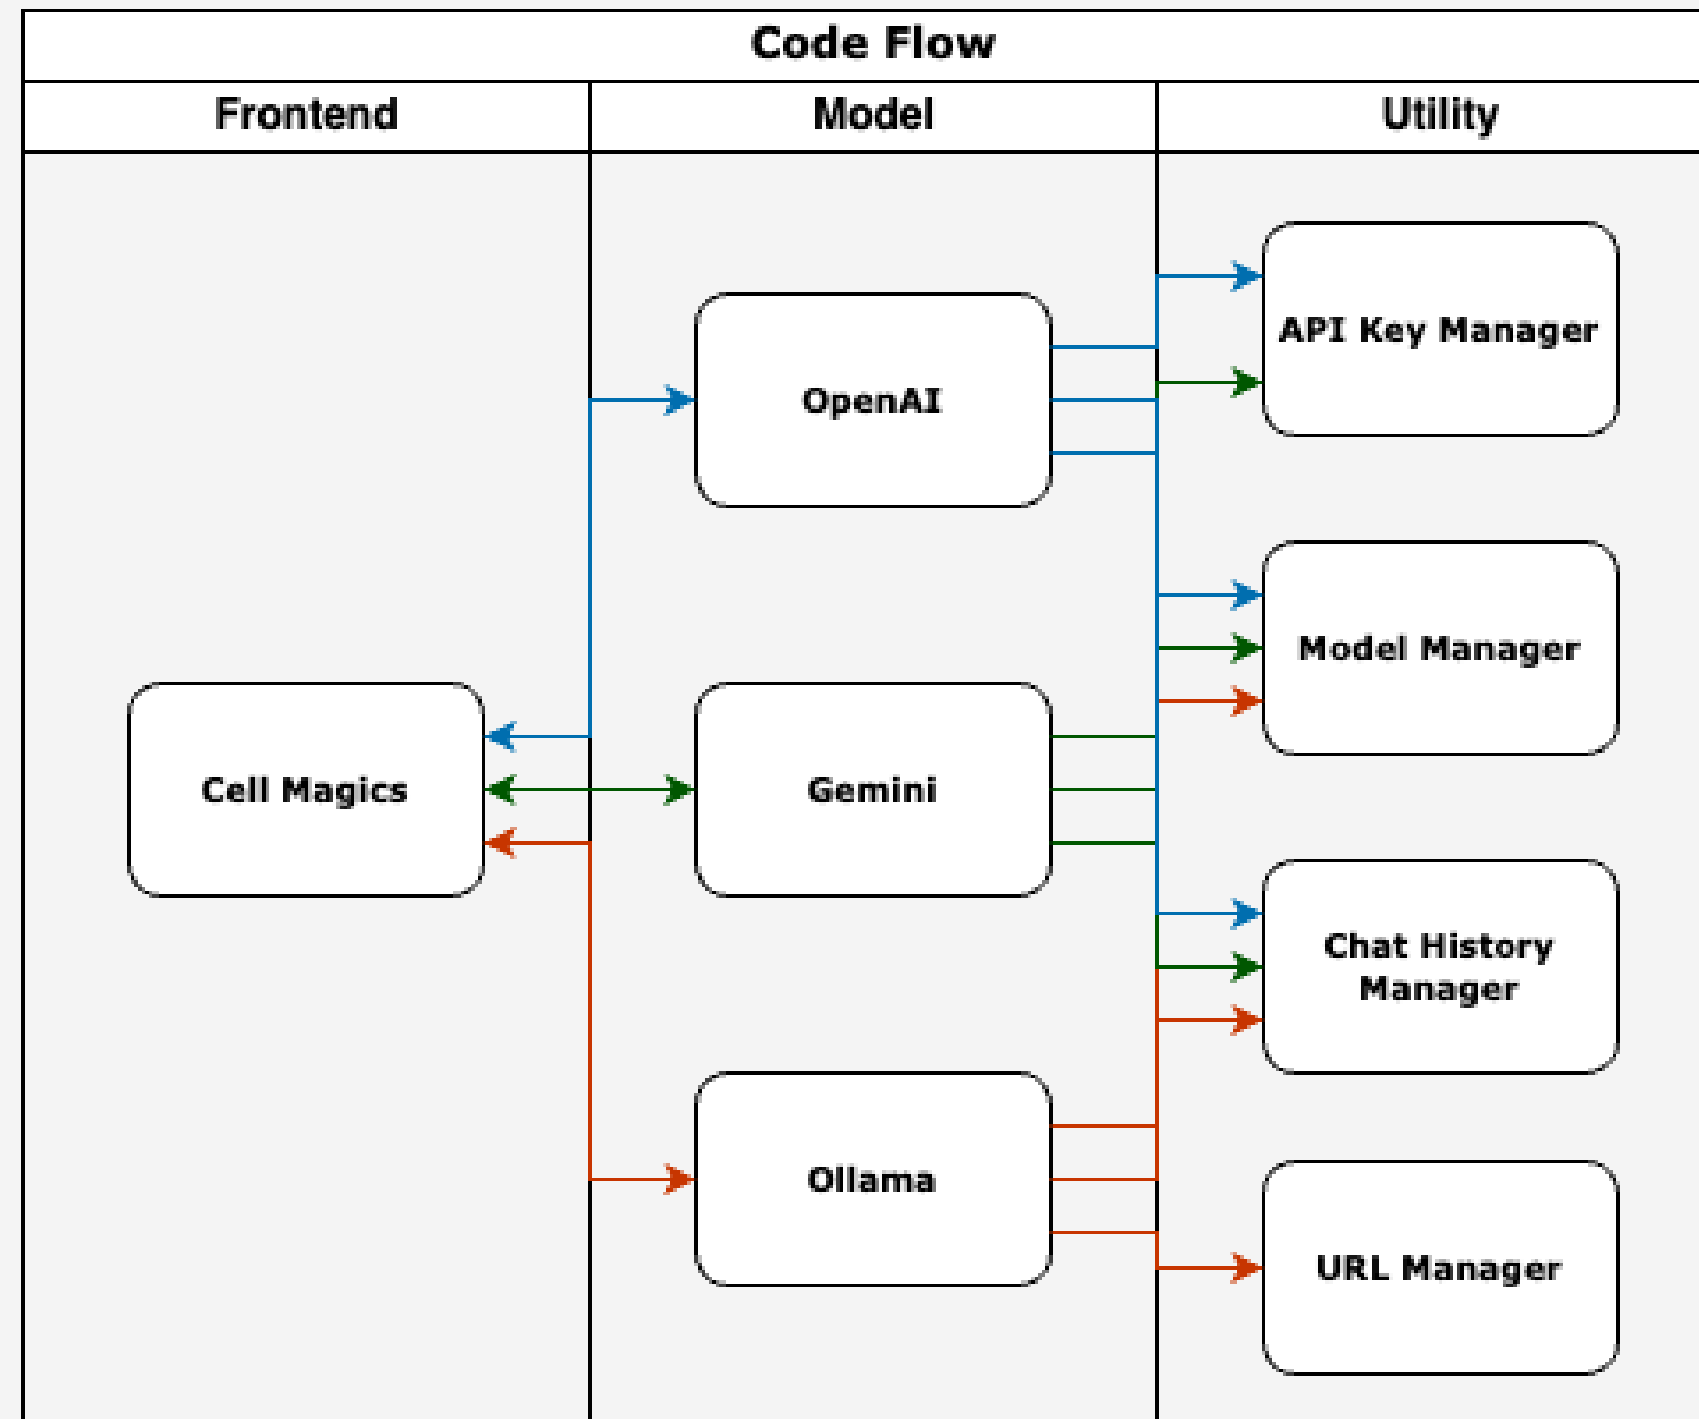 Code Flow
Frontend
Model
Utility
API Key Manager
OpenAI
Model Manager
Cell Magics
Gemini
Chat History
Manager
Ollama
URL Manager